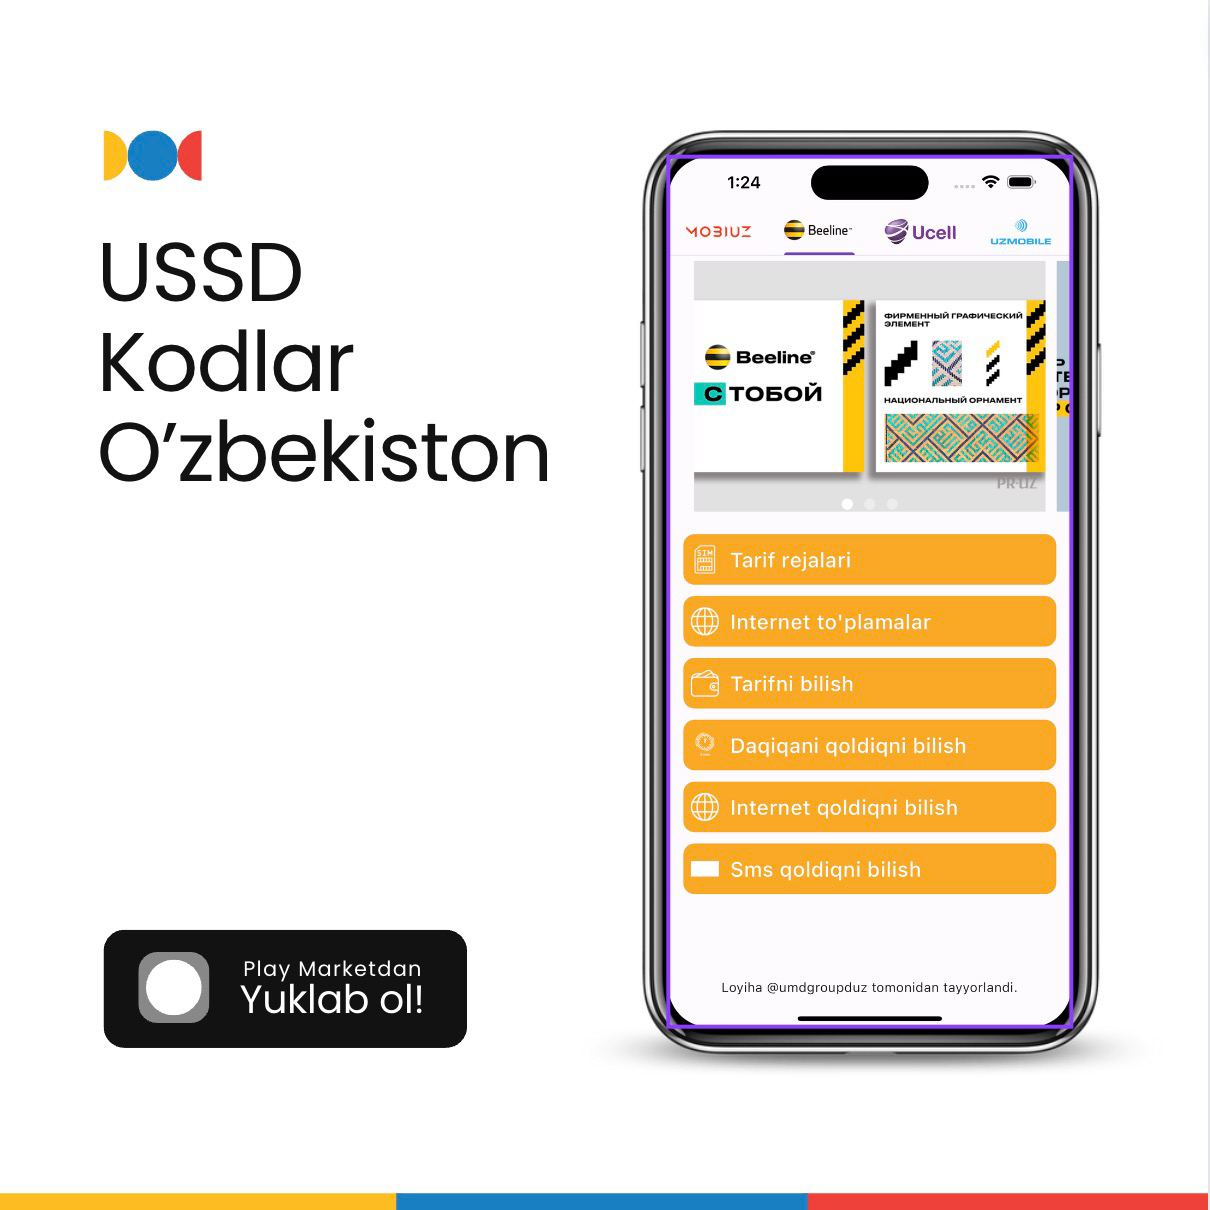 USSD
Kodlar
O’zbekiston
Play Marketdan
Yuklab ol!
1:24
MOBIUZ
Beeline™
Ucell
UZMOBILE
Beeline®
С ТОБОЙ
ФИРМЕННЫЙ ГРАФИЧЕСКИЙ
ЭЛЕМЕНТ
НАЦИОНАЛЬНЫЙ ОРНАМЕНТ
PR-UZ
SIM
Tarif rejalari
Internet to'plamalar
Tarifni bilish
Daqiqani qoldiqni bilish
Internet qoldiqni bilish
Sms qoldiqni bilish
Loyiha @umdgroupduz tomonidan tayyorlandi.